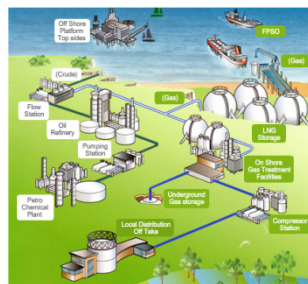 Off Shore
Platform
Top sides
FPSO
(Crude)
(Gas)
(Gas)
Flow
Station
Oil
Refinery
LNG
Storage
Pumping
Station
On Shore
Gas Treatment
Facilities
Petro
Chemical
Plant
Underground
Gas storage
Compressor
Station
Local Distribution
Off Take